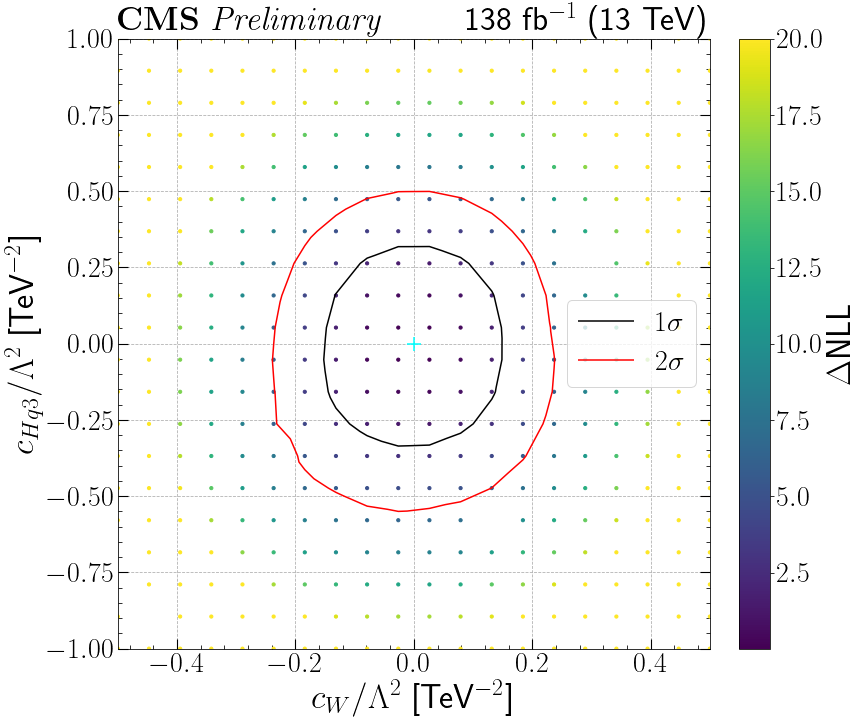 CMS Preliminary 138 fb⁻¹ (13 TeV)
1.00
0.75
0.50
0.25
0.00
−0.25
−0.50
−0.75
−1.00
c_{Hq3}/Λ² [TeV⁻²]
−0.4 −0.2 0.0 0.2 0.4
c_W/Λ² [TeV⁻²]
1σ
2σ
20.0
17.5
15.0
12.5
10.0
7.5
5.0
2.5
ΔNLL